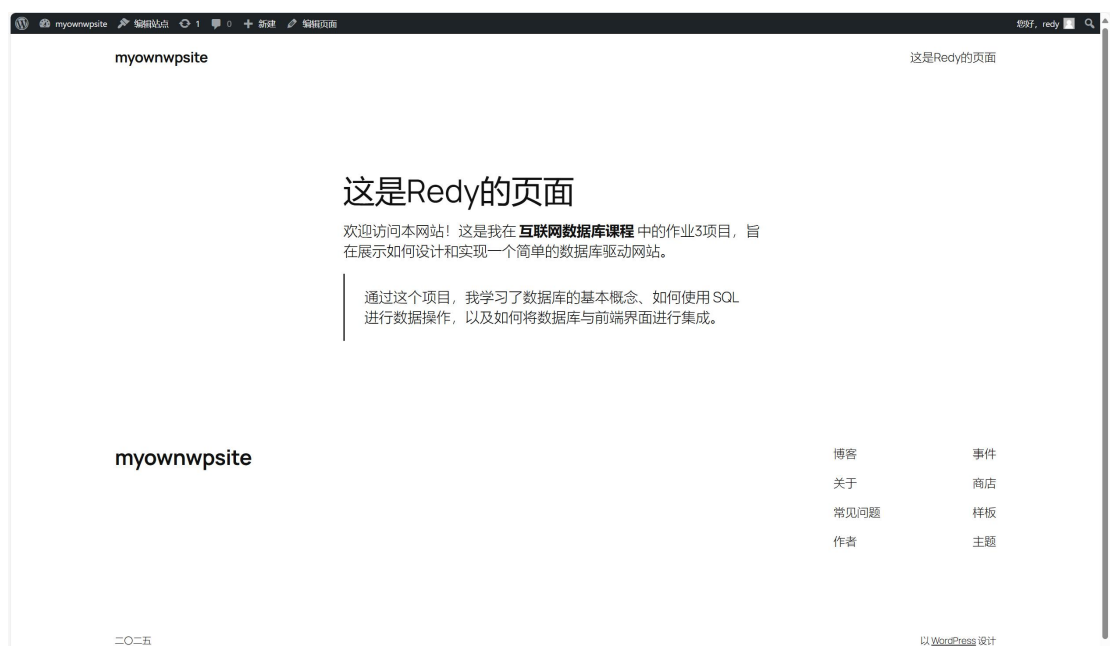 myownwpsite 编辑站点 1 0 新建 编辑页面 您好，redy
myownwpsite 这是Redy的页面
这是Redy的页面
欢迎访问本网站！这是我在 互联网数据库课程 中的作业3项目，旨
在展示如何设计和实现一个简单的数据库驱动网站。
通过这个项目，我学习了数据库的基本概念、如何使用 SQL
进行数据操作，以及如何将数据库与前端界面进行集成。
myownwpsite
博客 事件
关于 商店
常见问题 样板
作者 主题
二〇二五 以 WordPress 设计